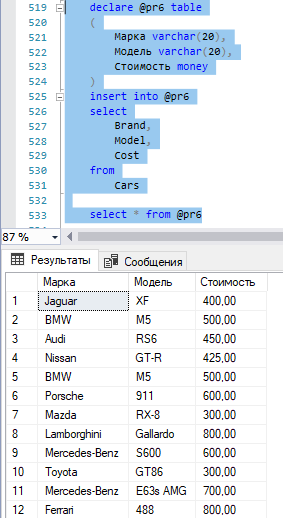 519 declare @pr6 table
520 (
521 Марка varchar(20),
522 Модель varchar(20),
523 Стоимость money
524 )
525 insert into @pr6
526 select
527 Brand,
528 Model,
529 Cost
530 from
531 Cars
532
533 select * from @pr6
87 %
Результаты Сообщения
Марка Модель Стоимость
1 Jaguar XF 400,00
2 BMW M5 500,00
3 Audi RS6 450,00
4 Nissan GT-R 425,00
5 BMW M5 500,00
6 Porsche 911 600,00
7 Mazda RX-8 300,00
8 Lamborghini Gallardo 800,00
9 Mercedes-Benz S600 600,00
10 Toyota GT86 300,00
11 Mercedes-Benz E63s AMG 700,00
12 Ferrari 488 800,00